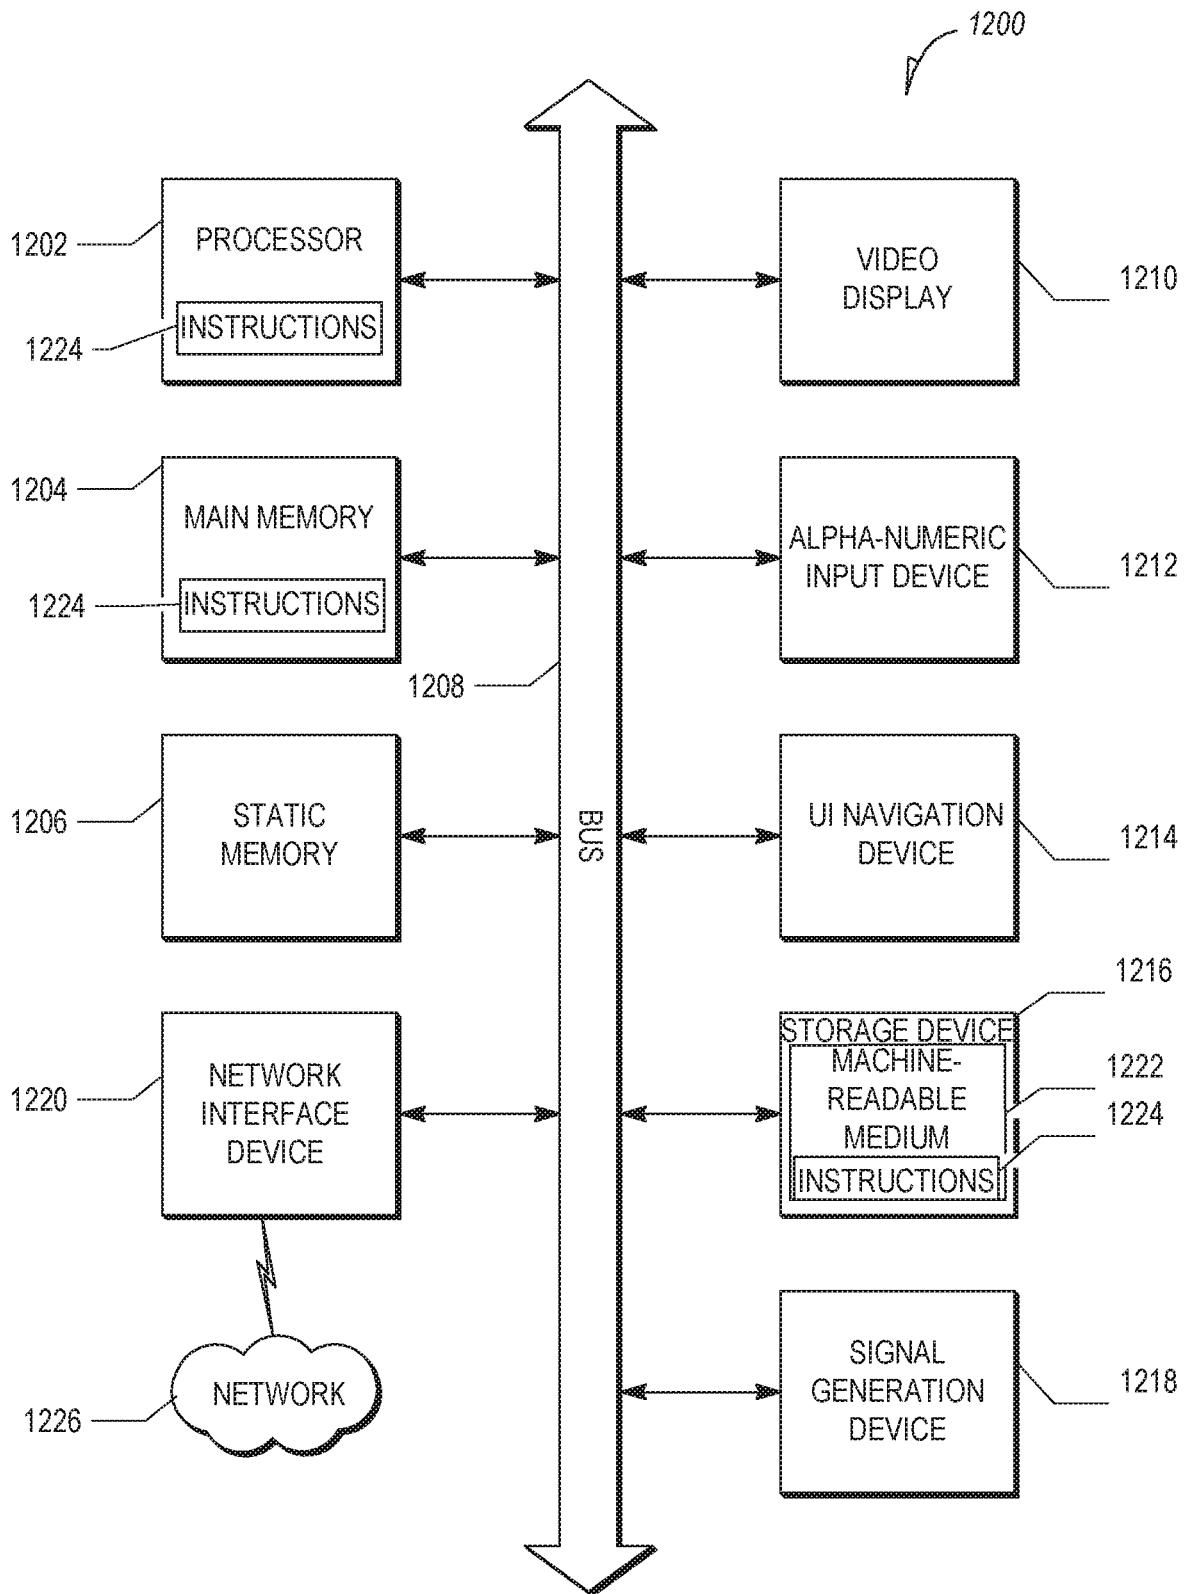 1200
1202
PROCESSOR
1224
INSTRUCTIONS
1204
MAIN MEMORY
1224
INSTRUCTIONS
1206
STATIC
MEMORY
1220
NETWORK
INTERFACE
DEVICE
1226
NETWORK
1208
BUS
VIDEO
DISPLAY
1210
ALPHA-NUMERIC
INPUT DEVICE
1212
UI NAVIGATION
DEVICE
1214
1216
STORAGE DEVICE
MACHINE-
READABLE
MEDIUM
1222
1224
INSTRUCTIONS
SIGNAL
GENERATION
DEVICE
1218